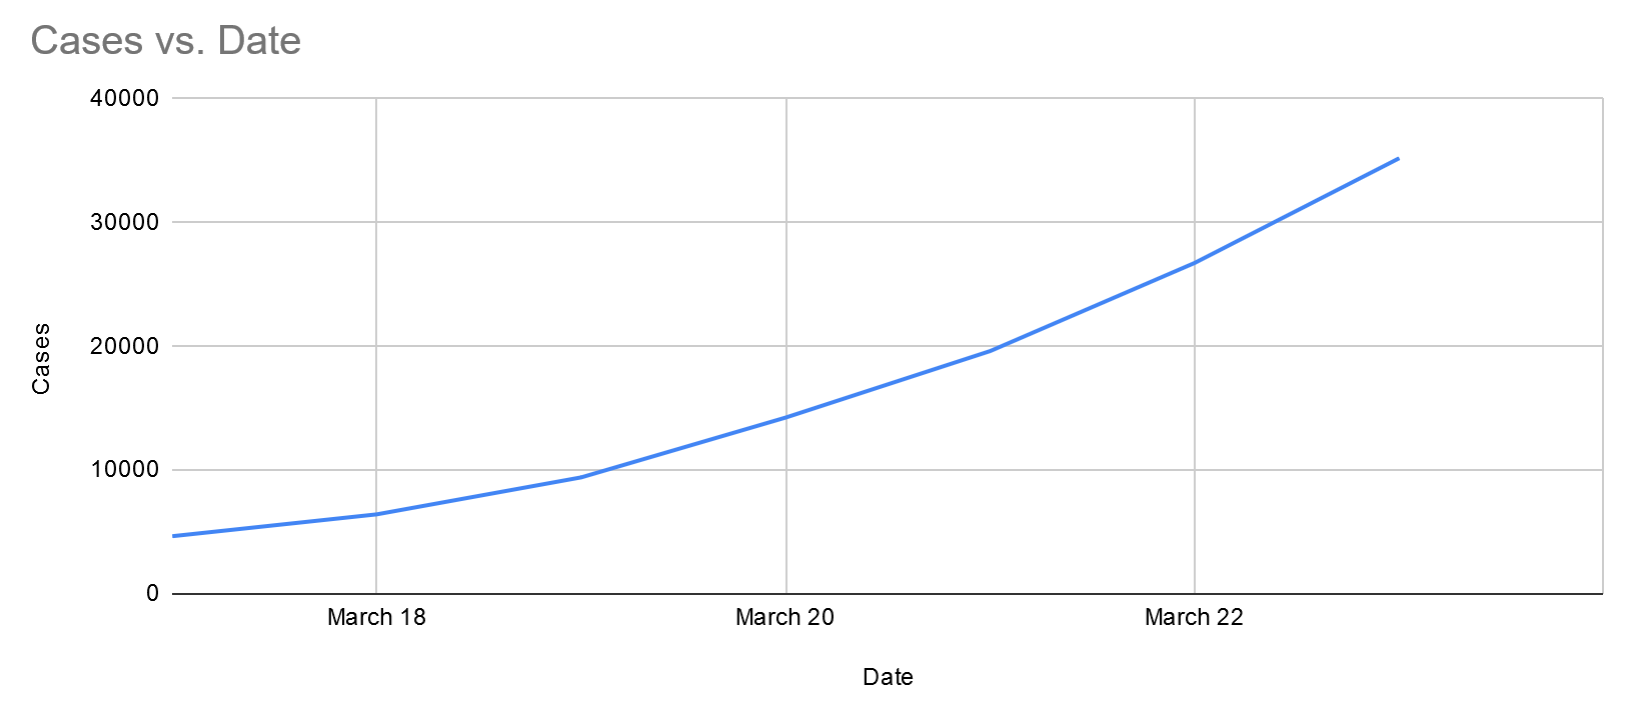 Cases vs. Date
40000
30000
20000
10000
0
Cases
March 18
March 20
March 22
Date